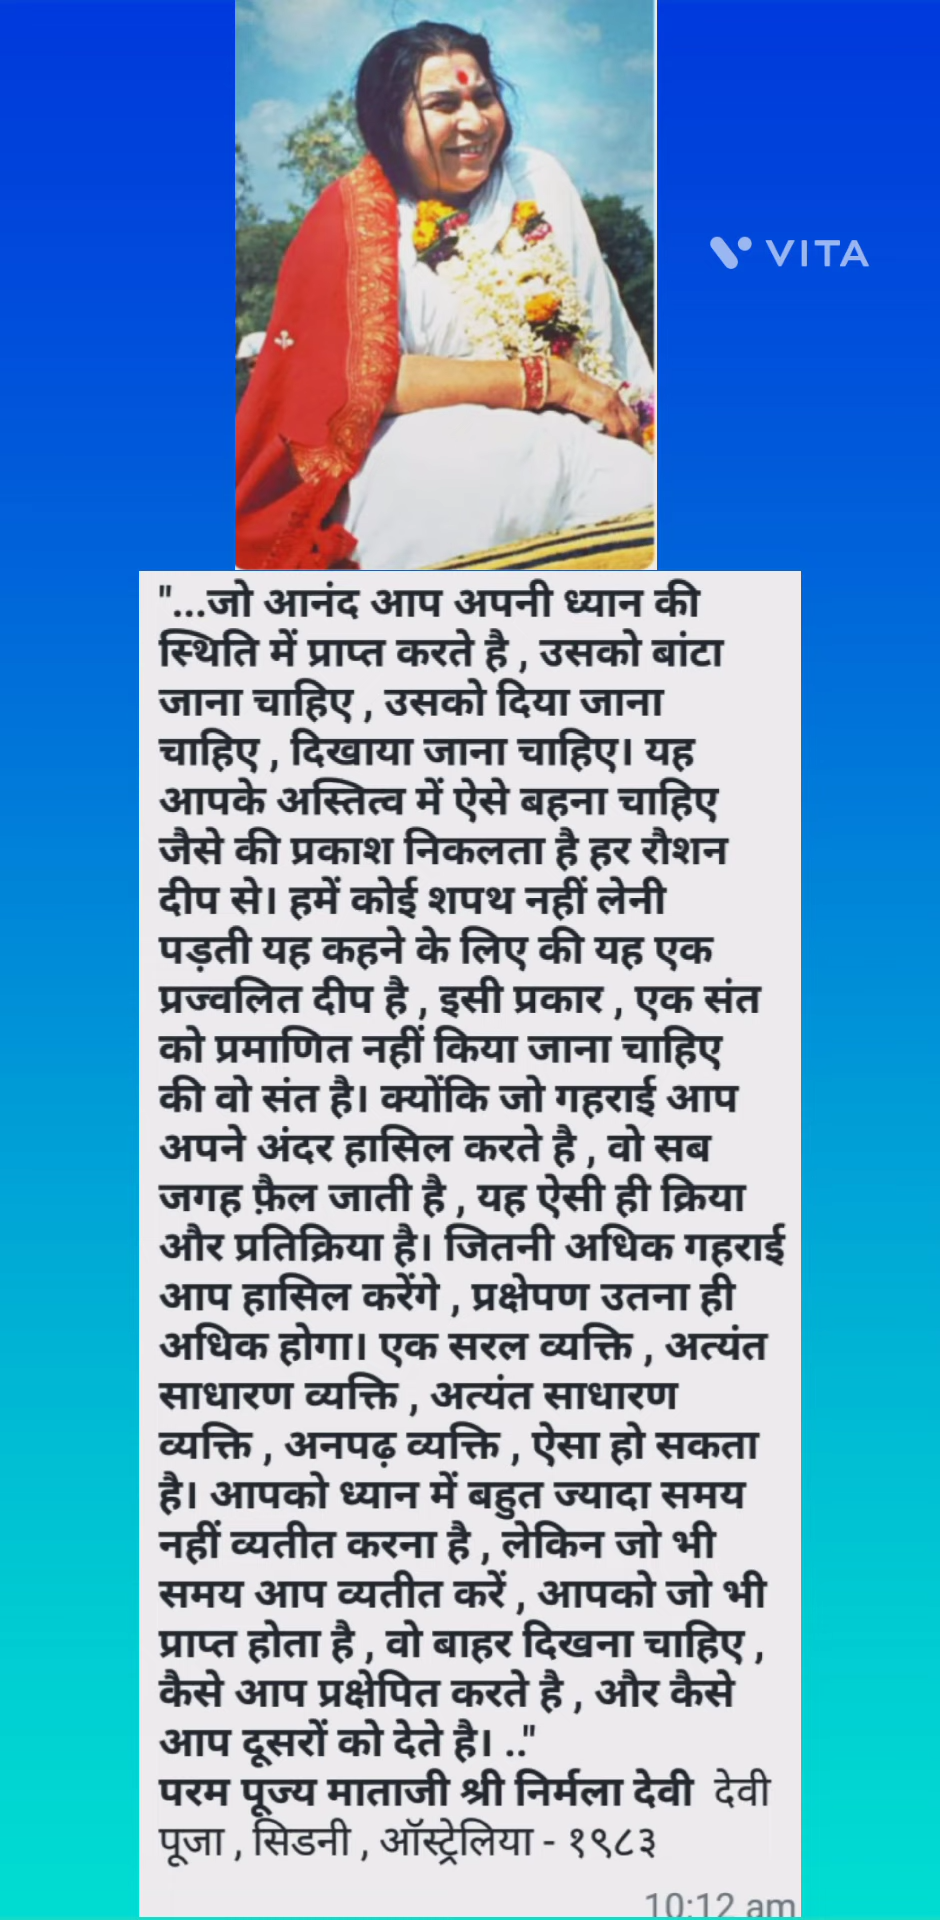 VITA
"...जो आनंद आप अपनी ध्यान की
स्थिति में प्राप्त करते है , उसको बांटा
जाना चाहिए , उसको दिया जाना
चाहिए , दिखाया जाना चाहिए। यह
आपके अस्तित्व में ऐसे बहना चाहिए
जैसे की प्रकाश निकलता है हर रौशन
दीप से। हमें कोई शपथ नहीं लेनी
पड़ती यह कहने के लिए की यह एक
प्रज्वलित दीप है , इसी प्रकार , एक संत
को प्रमाणित नहीं किया जाना चाहिए
की वो संत है। क्योंकि जो गहराई आप
अपने अंदर हासिल करते है , वो सब
जगह फ़ैल जाती है , यह ऐसी ही क्रिया
और प्रतिक्रिया है। जितनी अधिक गहराई
आप हासिल करेंगे , प्रक्षेपण उतना ही
अधिक होगा। एक सरल व्यक्ति , अत्यंत
साधारण व्यक्ति , अत्यंत साधारण
व्यक्ति , अनपढ़ व्यक्ति , ऐसा हो सकता
है। आपको ध्यान में बहुत ज्यादा समय
नहीं व्यतीत करना है , लेकिन जो भी
समय आप व्यतीत करें , आपको जो भी
प्राप्त होता है , वो बाहर दिखना चाहिए ,
कैसे आप प्रक्षेपित करते है , और कैसे
आप दूसरों को देते है। .."
परम पूज्य माताजी श्री निर्मला देवी देवी
पूजा , सिडनी , ऑस्ट्रेलिया - १९८३
10:12 am